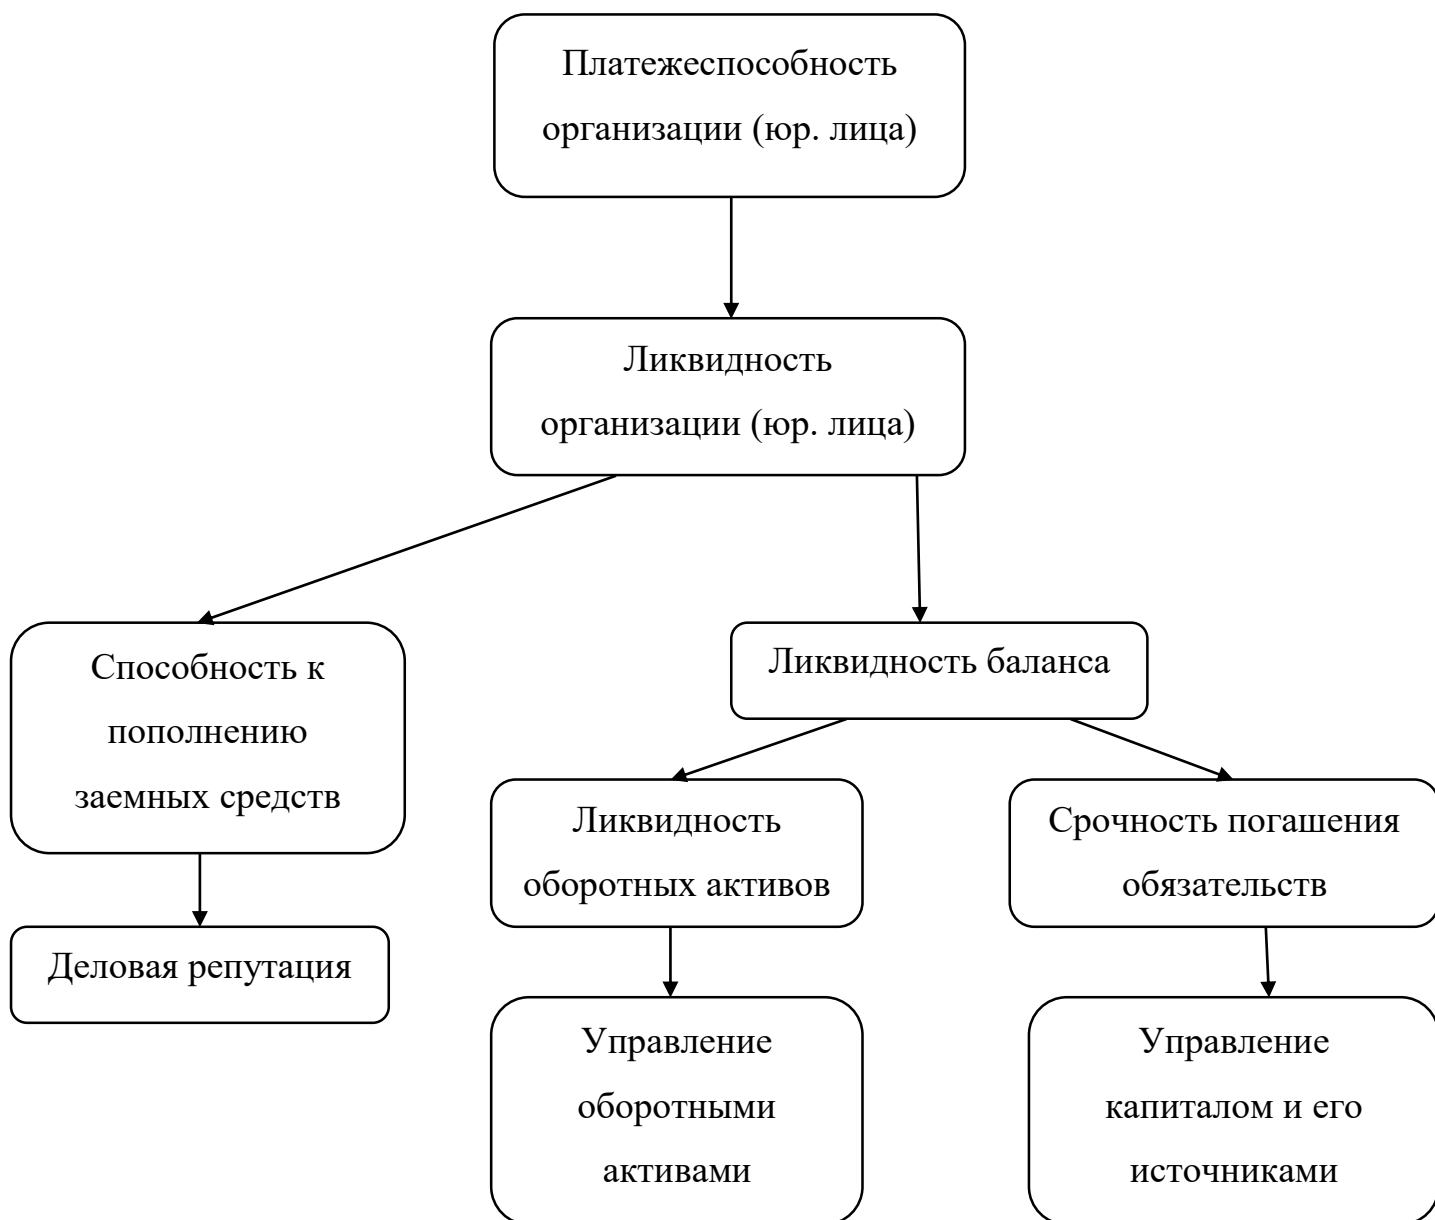 Платежеспособность
организации (юр. лица)
Ликвидность
организации (юр. лица)
Способность к
пополнению
заемных средств
Ликвидность баланса
Ликвидность
оборотных активов
Срочность погашения
обязательств
Деловая репутация
Управление
оборотными
активами
Управление
капиталом и его
источниками